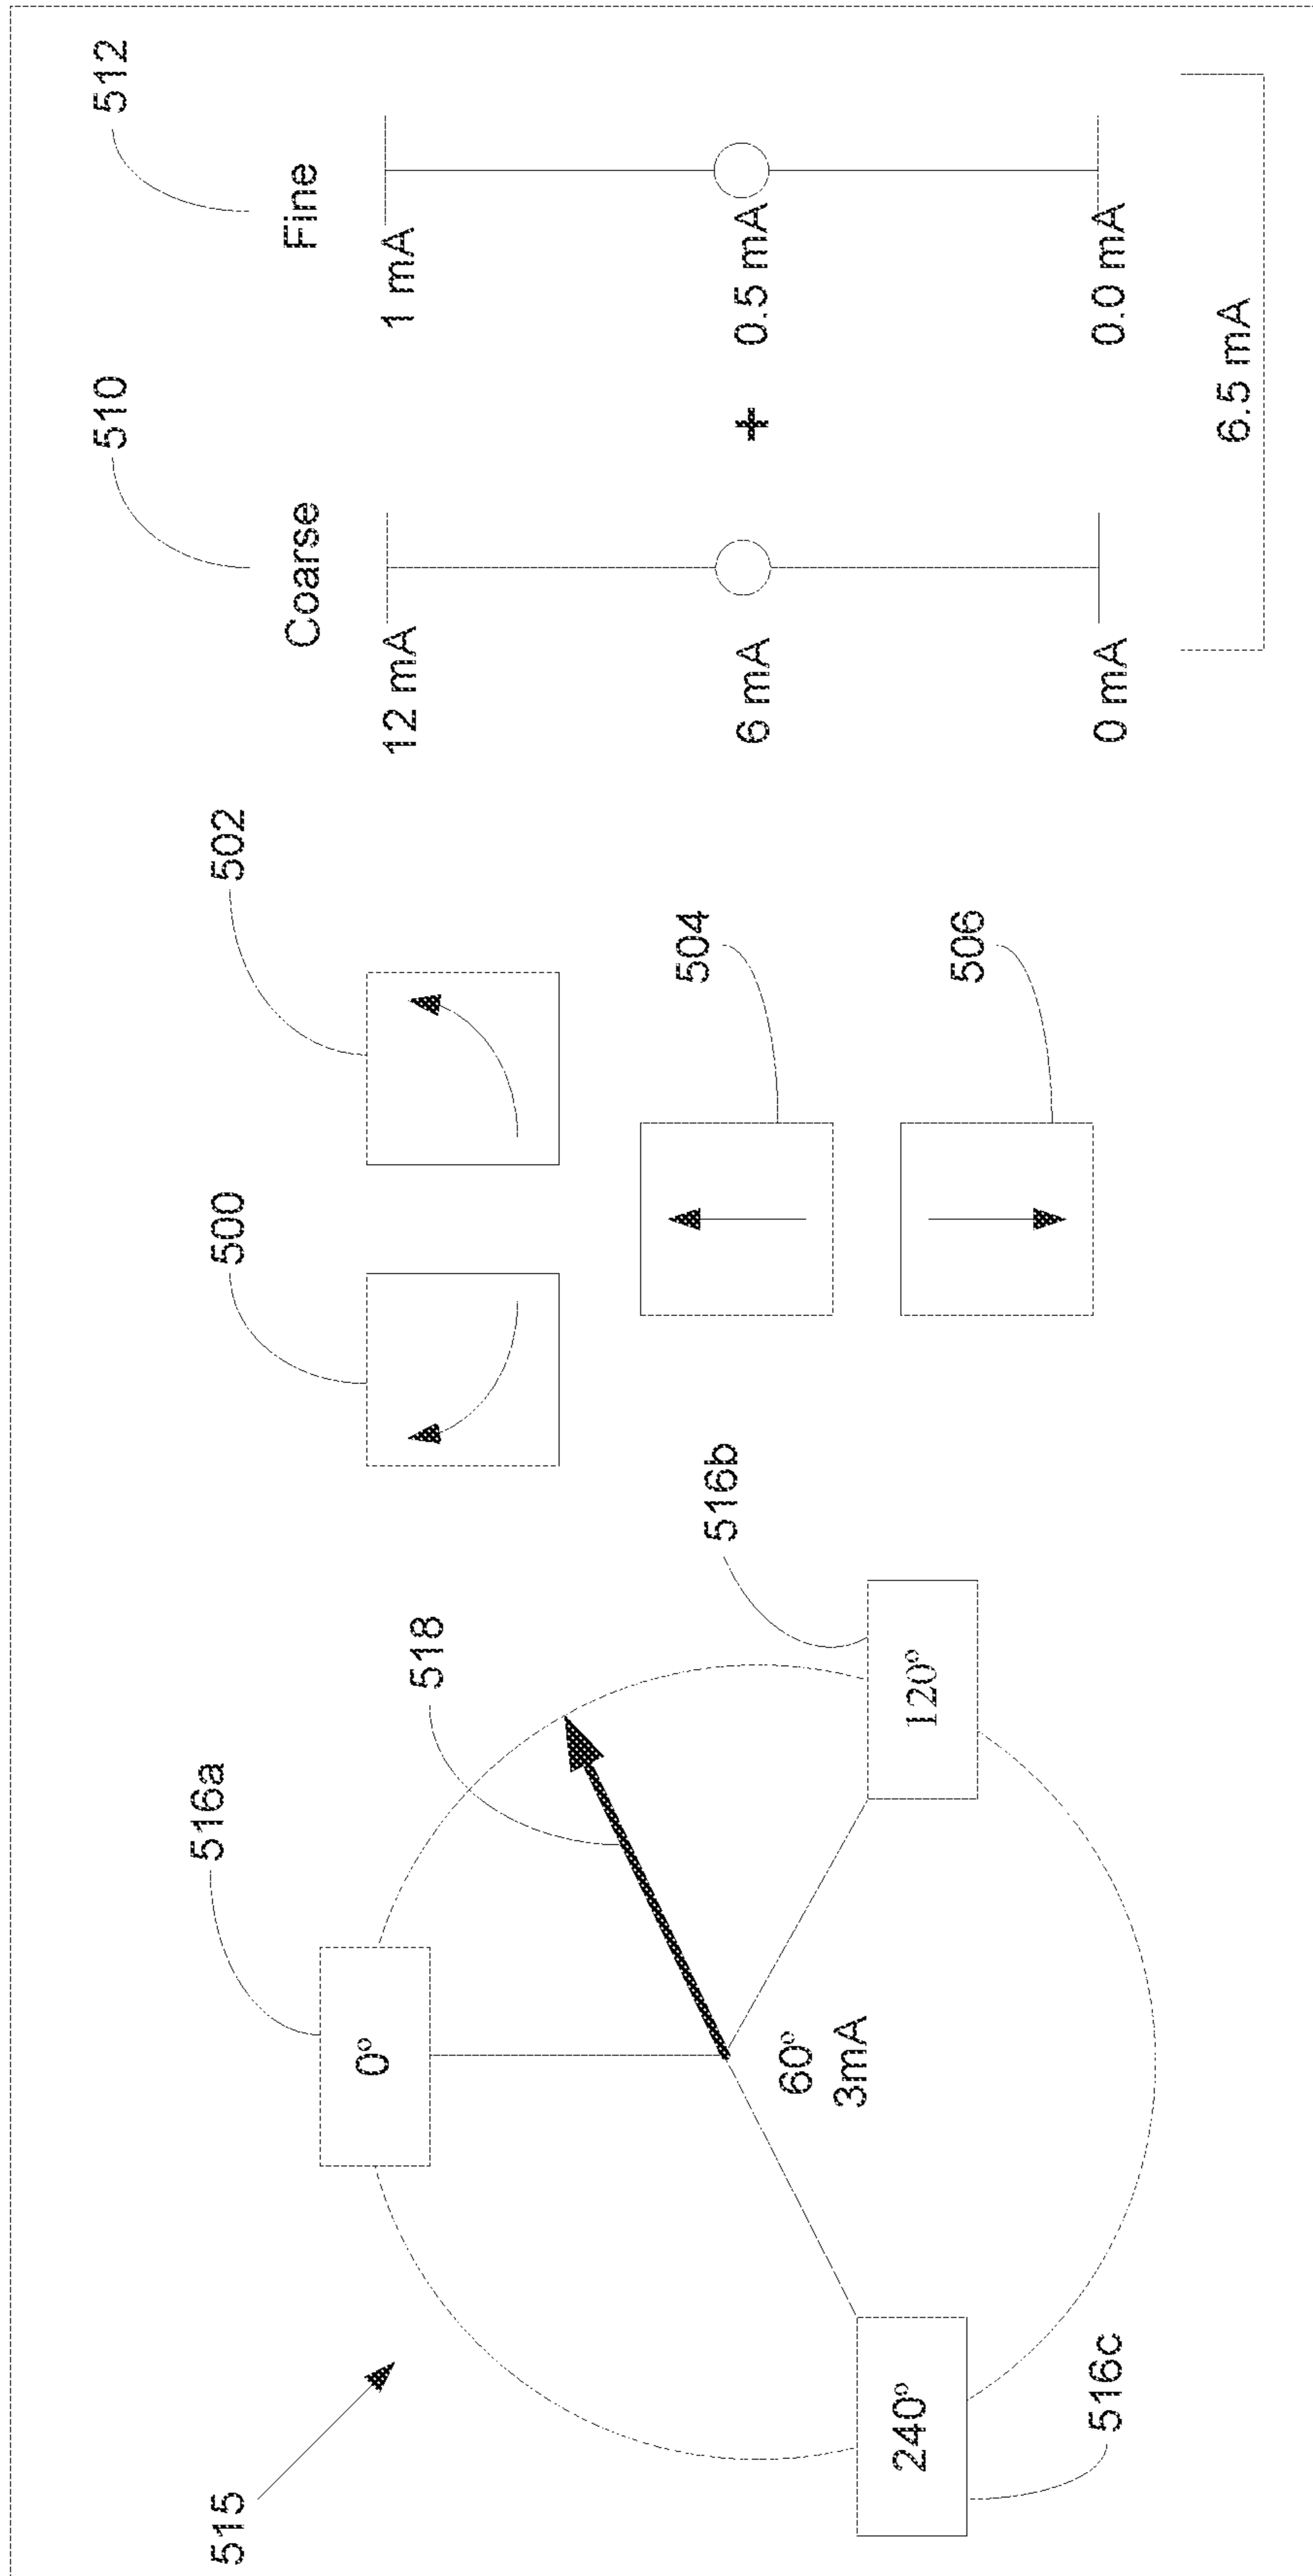 515
516a
0°
518
516b
120°
60°
3mA
240°
516c
500
502
504
506
510
Coarse
12 mA
6 mA
0 mA
+
512
Fine
1 mA
0.5 mA
0.0 mA
6.5 mA